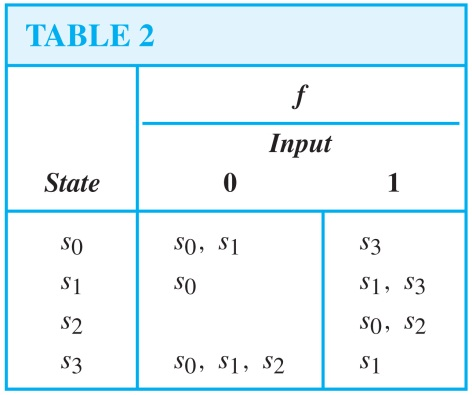 TABLE 2
f
Input
State 0 1
s0 s0, s1 s3
s1 s0 s1, s3
s2 s0, s2
s3 s0, s1, s2 s1